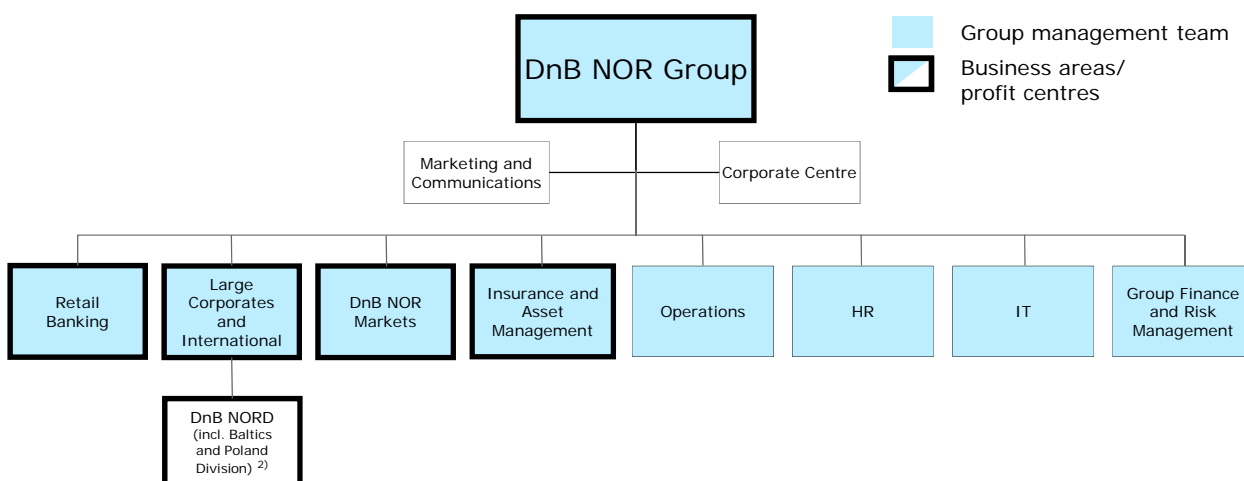 DnB NOR Group
Group management team
Business areas/
profit centres
Marketing and
Communications
Corporate Centre
Retail
Banking
Large
Corporates
and
International
DnB NOR
Markets
Insurance and
Asset
Management
Operations
HR
IT
Group Finance
and Risk
Management
DnB NORD
(incl. Baltics
and Poland
Division) 2)